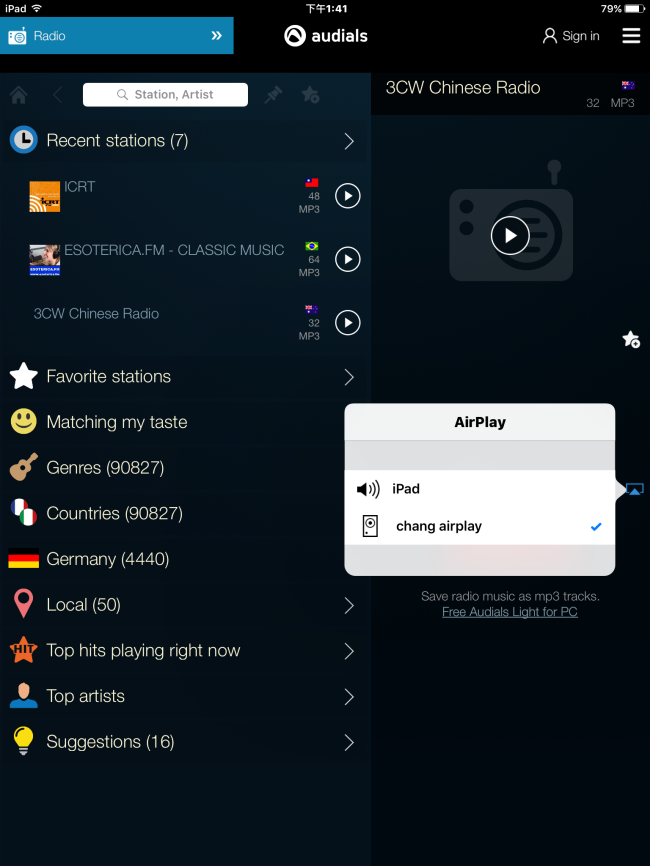 iPad
下午1:41
79%
Radio
»
audials
Sign in
Station, Artist
3CW Chinese Radio
32 MP3
Recent stations (7)
ICRT
48
MP3
ESOTERICA.FM - CLASSIC MUSIC
64
MP3
ESOTERICA.FM
3CW Chinese Radio
32
MP3
Favorite stations
Matching my taste
Genres (90827)
Countries (90827)
Germany (4440)
Local (50)
HIT
Top hits playing right now
Top artists
Suggestions (16)
AirPlay
iPad
chang airplay
Save radio music as mp3 tracks.
Free Audials Light for PC